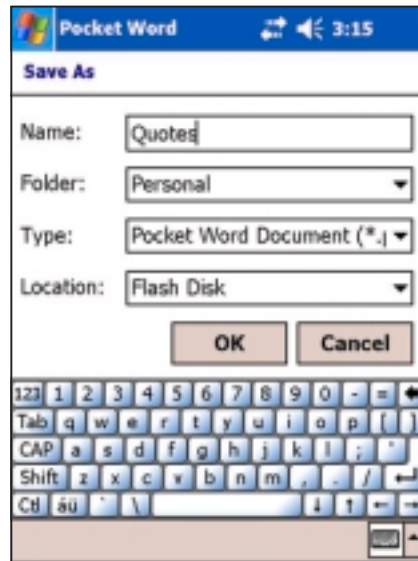 Pocket Word 3:15
Save As
Name: Quotes
Folder: Personal
Type: Pocket Word Document (*.p
Location: Flash Disk
OK Cancel
123 1 2 3 4 5 6 7 8 9 0 - =
Tab q w e r t y u i o p [ ]
CAP a s d f g h j k l ; '
Shift z x c v b n m , . /
Ctl áü ` \